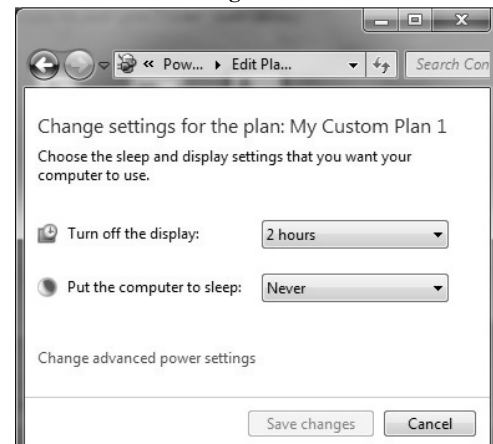 « Pow... ▸ Edit Pla...
Search Con
Change settings for the plan: My Custom Plan 1
Choose the sleep and display settings that you want your
computer to use.
Turn off the display: 2 hours
Put the computer to sleep: Never
Change advanced power settings
Save changes Cancel